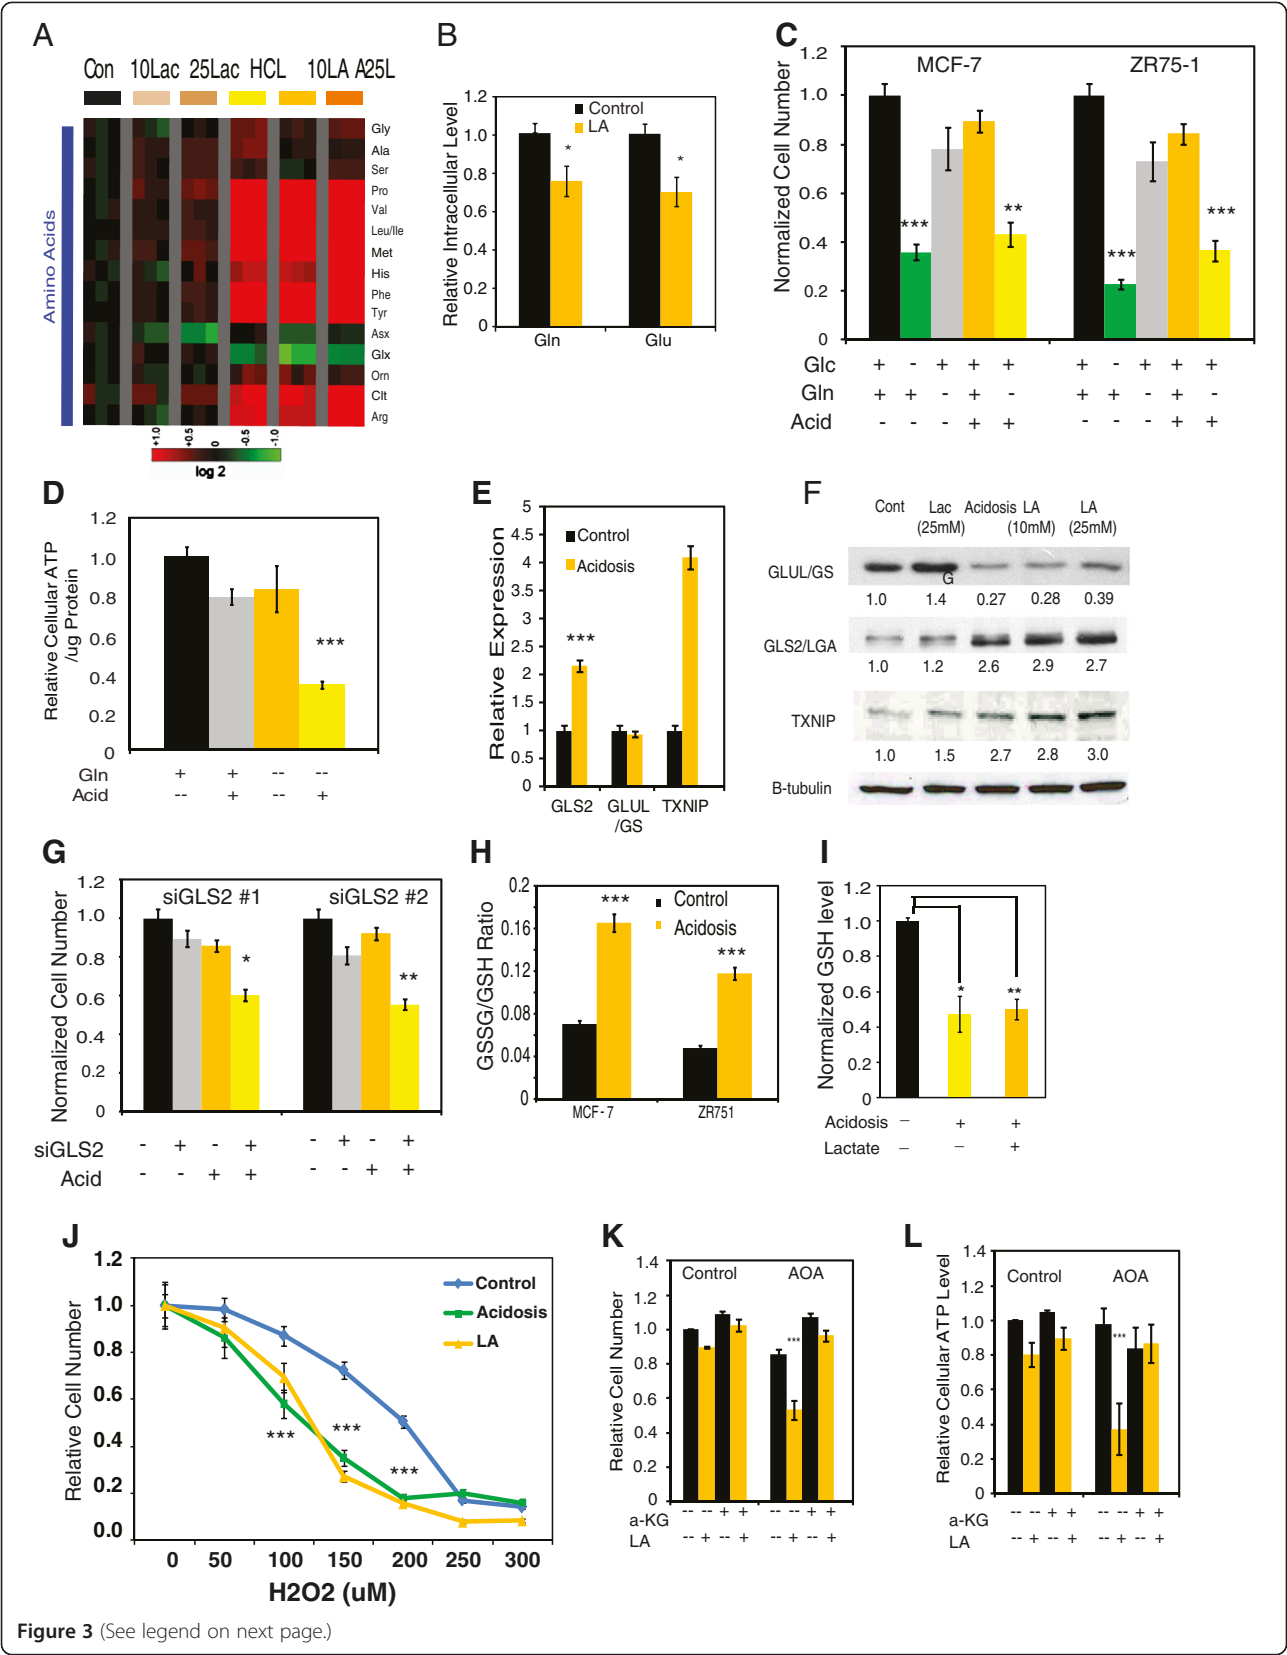 A
Con 10Lac 25Lac HCL 10LA A25L
Amino Acids
Gly
Ala
Ser
Pro
Val
Leu/Ile
Met
His
Phe
Tyr
Asx
Glx
Orn
Clt
Arg
+1.0 +0.5 0 -0.5 -1.0
log 2
B
Relative Intracellular Level
1.2
1.0
0.8
0.6
0.4
0.2
0
Control
LA
* *
Gln Glu
C
Normalized Cell Number
1.2
1
0.8
0.6
0.4
0.2
0
MCF-7 ZR75-1
*** ** *** ***
Glc + - + + + + - + + +
Gln + + - + - + + - + -
Acid - - - + + - - - + +
D
Relative Cellular ATP
/ug Protein
1.2
1.0
0.8
0.6
0.4
0.2
0
***
Gln + + -- --
Acid -- + -- +
E
Relative Expression
5
4.5
4
3.5
3
2.5
2
1.5
1
0.5
0
Control
Acidosis
***
GLS2 GLUL TXNIP
/GS
F
Cont Lac Acidosis LA LA
(25mM) (10mM) (25mM)
GLUL/GS
G
1.0 1.4 0.27 0.28 0.39
GLS2/LGA
1.0 1.2 2.6 2.9 2.7
TXNIP
1.0 1.5 2.7 2.8 3.0
B-tubulin
G
Normalized Cell Number
1.2
1
0.8
0.6
0.4
0.2
0
siGLS2 #1 siGLS2 #2
* **
siGLS2 - + - + - + - +
Acid - - + + - - + +
H
GSSG/GSH Ratio
0.2
0.16
0.12
0.08
0.04
0
Control
Acidosis
*** ***
MCF-7 ZR751
I
Normalized GSH level
1.2
1
0.8
0.6
0.4
0.2
0
* **
Acidosis – + +
Lactate – – +
J
Relative Cell Number
1.2
1.0
0.8
0.6
0.4
0.2
0.0
Control
Acidosis
LA
*** *** ***
0 50 100 150 200 250 300
H2O2 (uM)
K
Relative Cell Number
1.4
1.2
1.0
0.8
0.6
0.4
0.2
0
Control AOA
***
a-KG -- -- + + -- -- + +
LA -- + -- + -- + -- +
L
Relative Cellular ATP Level
1.4
1.2
1.0
0.8
0.6
0.4
0.2
0
Control AOA
***
a-KG -- -- + + -- -- + +
LA -- + -- + -- + -- +
Figure 3 (See legend on next page.)